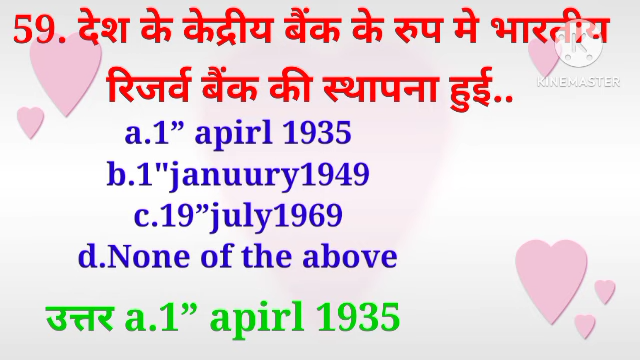 59. देश के केद्रीय बैंक के रुप मे भारतीय
KINEMASTER
रिजर्व बैंक की स्थापना हुई..
a.1” apirl 1935
b.1"januury1949
c.19”july1969
d.None of the above
उत्तर a.1” apirl 1935